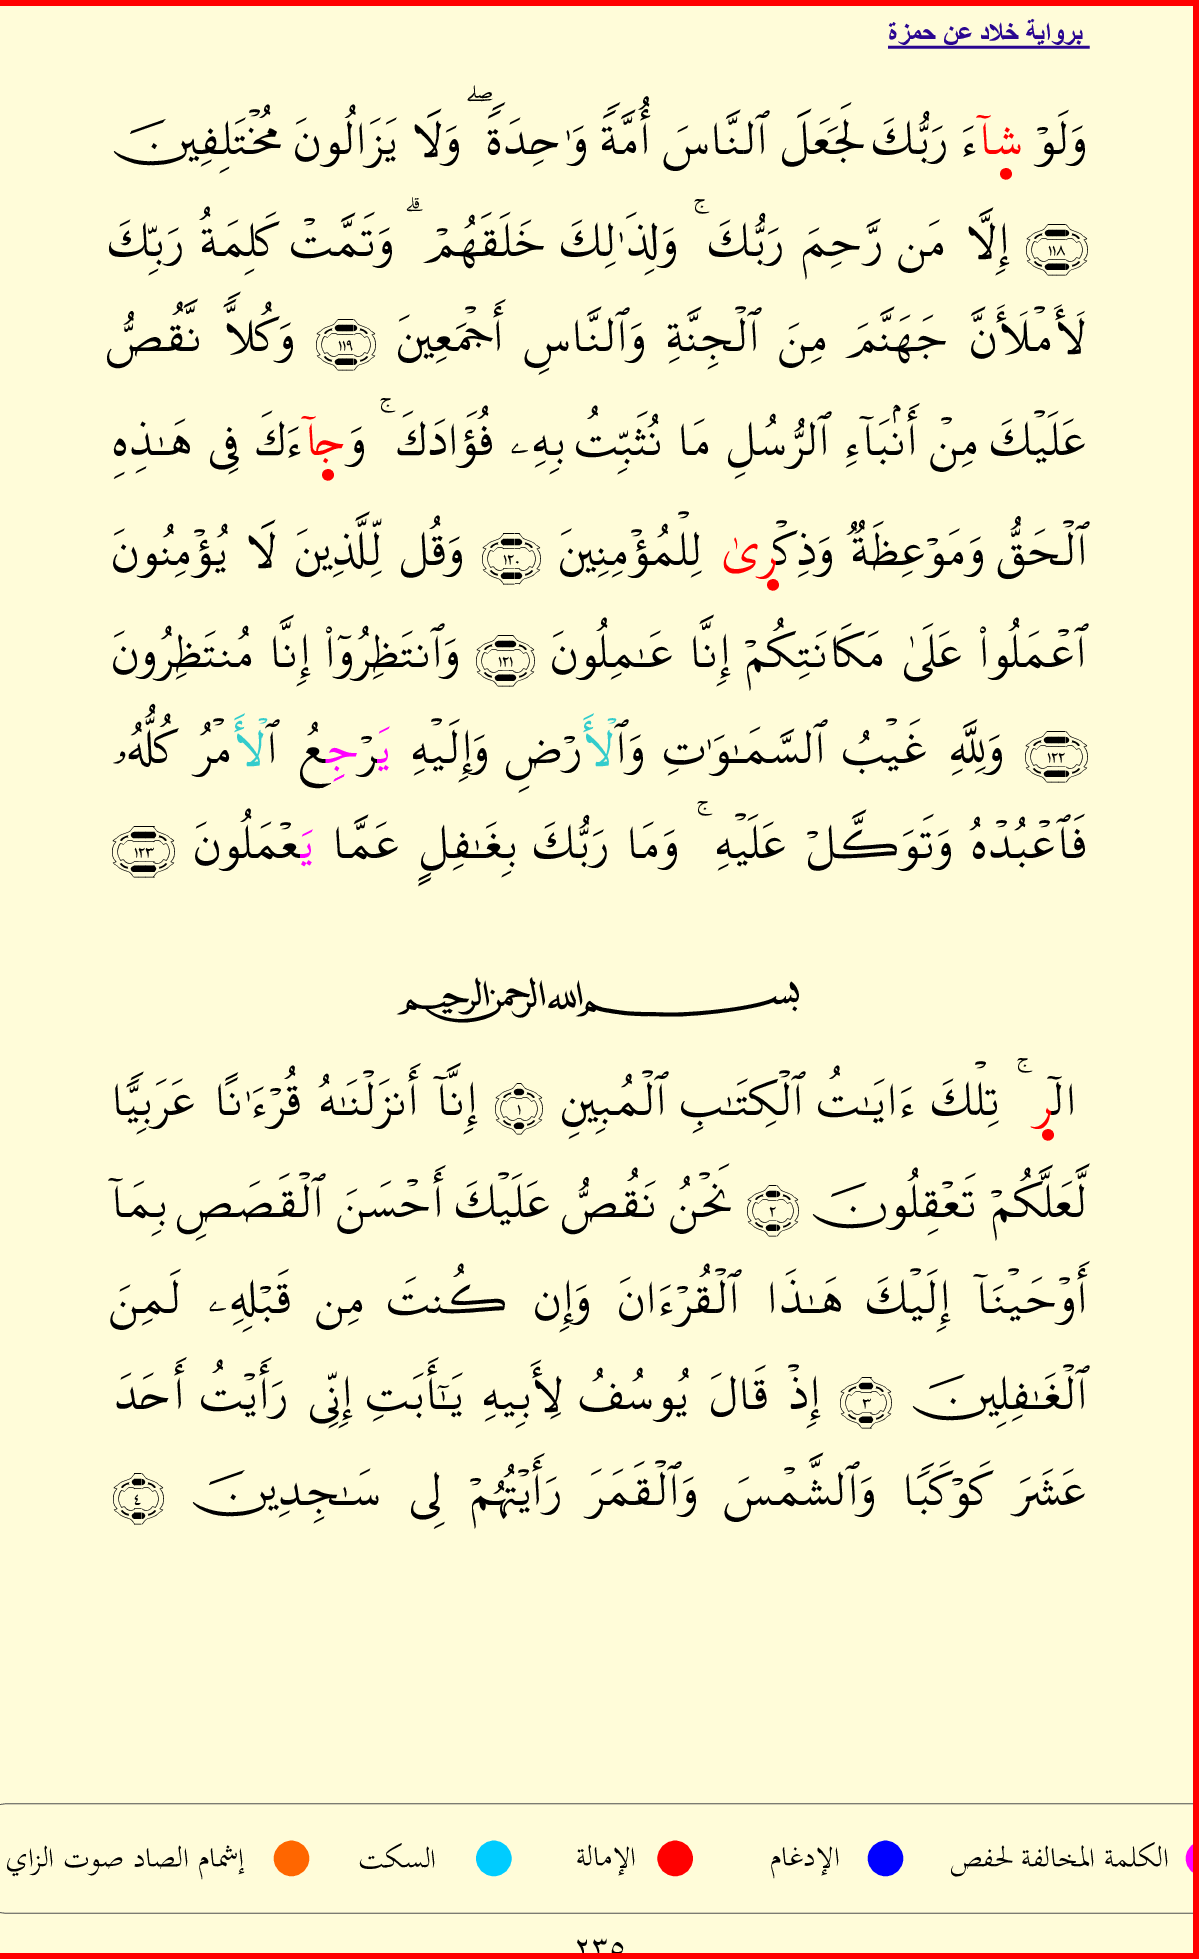 برواية خلاد عن حمزة
وَلَوۡ شَآءَ رَبُّكَ لَجَعَلَ ٱلنَّاسَ أُمَّةٗ وَٰحِدَةٗۖ وَلَا يَزَالُونَ مُخۡتَلِفِينَ
١١٨ إِلَّا مَن رَّحِمَ رَبُّكَۚ وَلِذَٰلِكَ خَلَقَهُمۡۗ وَتَمَّتۡ كَلِمَةُ رَبِّكَ
لَأَمۡلَأَنَّ جَهَنَّمَ مِنَ ٱلۡجِنَّةِ وَٱلنَّاسِ أَجۡمَعِينَ ١١٩ وَكُلّٗا نَّقُصُّ
عَلَيۡكَ مِنۡ أَنۢبَآءِ ٱلرُّسُلِ مَا نُثَبِّتُ بِهِۦ فُؤَادَكَۚ وَجَآءَكَ فِى هَٰذِهِ
ٱلۡحَقُّ وَمَوۡعِظَةٞ وَذِكۡرِىٰ لِلۡمُؤۡمِنِينَ ١٢٠ وَقُل لِّلَّذِينَ لَا يُؤۡمِنُونَ
ٱعۡمَلُواْ عَلَىٰ مَكَانَتِكُمۡ إِنَّا عَٰمِلُونَ ١٢١ وَٱنتَظِرُوٓاْ إِنَّا مُنتَظِرُونَ
١٢٢ وَلِلَّهِ غَيۡبُ ٱلسَّمَٰوَٰتِ وَٱلۡأَرۡضِ وَإِلَيۡهِ يَرۡجِعُ ٱلۡأَمۡرُ كُلُّهُۥ
فَٱعۡبُدۡهُ وَتَوَكَّلۡ عَلَيۡهِۚ وَمَا رَبُّكَ بِغَٰفِلٍ عَمَّا يَعۡمَلُونَ ١٢٣
بسم الله الرحمن الرحيم
الٓرۚ تِلۡكَ ءَايَٰتُ ٱلۡكِتَٰبِ ٱلۡمُبِينِ ١ إِنَّآ أَنزَلۡنَٰهُ قُرۡءَٰنًا عَرَبِيّٗا
لَّعَلَّكُمۡ تَعۡقِلُونَ ٢ نَحۡنُ نَقُصُّ عَلَيۡكَ أَحۡسَنَ ٱلۡقَصَصِ بِمَآ
أَوۡحَيۡنَآ إِلَيۡكَ هَٰذَا ٱلۡقُرۡءَانَ وَإِن كُنتَ مِن قَبۡلِهِۦ لَمِنَ
ٱلۡغَٰفِلِينَ ٣ إِذۡ قَالَ يُوسُفُ لِأَبِيهِ يَٰٓأَبَتِ إِنِّى رَأَيۡتُ أَحَدَ
عَشَرَ كَوۡكَبٗا وَٱلشَّمۡسَ وَٱلۡقَمَرَ رَأَيۡتُهُمۡ لِى سَٰجِدِينَ ٤
الكلمة المخالفة لحفص الإدغام الإمالة السكت إشمام الصاد صوت الزاي
٢٣٥